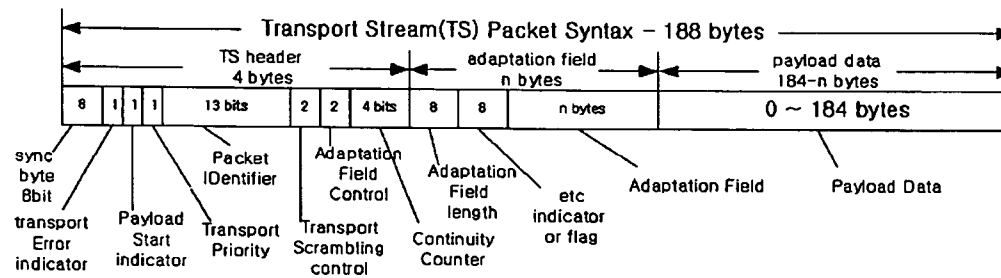 Transport Stream(TS) Packet Syntax - 188 bytes
TS header
4 bytes
adaptation field
n bytes
payload data
184-n bytes
8
1
1
1
13 bits
2
2
4 bits
8
8
n bytes
0 ~ 184 bytes
sync
byte
8bit
Packet
IDentifier
Adaptation
Field
Control
Adaptation
Field
length
etc
indicator
or flag
Adaptation Field
Payload Data
transport
Error
indicator
Payload
Start
indicator
Transport
Priority
Transport
Scrambling
control
Continuity
Counter